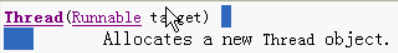 Thread(Runnable target)
Allocates a new Thread object.